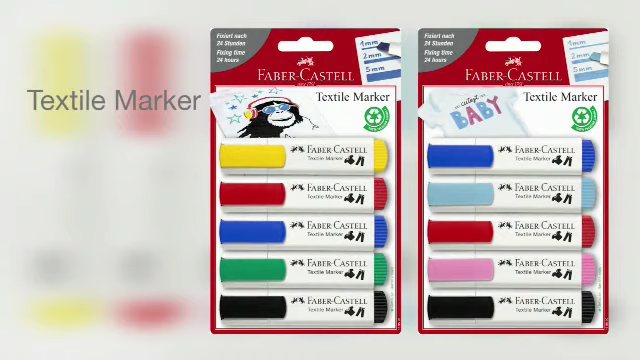 Textile Marker
Fixiert nach
24 Stunden
Fixing time
24 hours
1 mm
2 mm
5 mm
FABER-CASTELL
since 1761
Textile Marker
FABER-CASTELL
Textile Marker
FABER-CASTELL
Textile Marker
FABER-CASTELL
Textile Marker
FABER-CASTELL
Textile Marker
FABER-CASTELL
Textile Marker
Fixiert nach
24 Stunden
Fixing time
24 hours
1 mm
2 mm
5 mm
FABER-CASTELL
since 1761
Textile Marker
cutest
BABY
FABER-CASTELL
Textile Marker
FABER-CASTELL
Textile Marker
FABER-CASTELL
Textile Marker
FABER-CASTELL
Textile Marker
FABER-CASTELL
Textile Marker